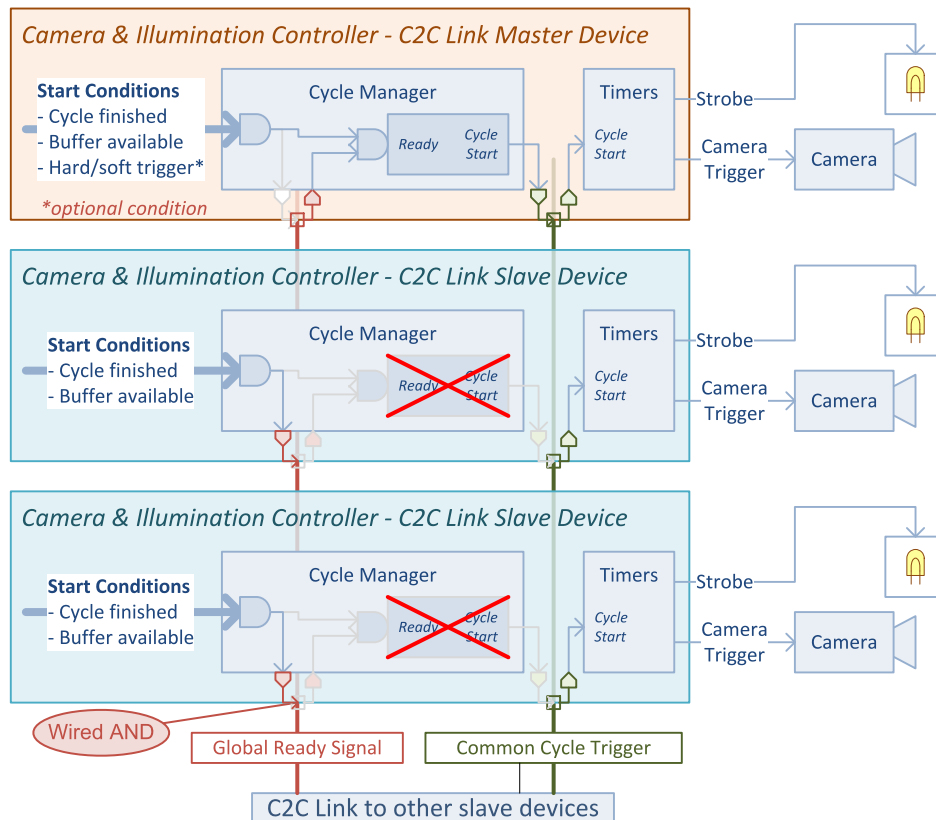 Camera & Illumination Controller - C2C Link Master Device
Start Conditions
- Cycle finished
- Buffer available
- Hard/soft trigger*
*optional condition
Cycle Manager
Ready
Cycle
Start
Timers
Cycle
Start
Strobe
Camera
Trigger
Camera
Camera & Illumination Controller - C2C Link Slave Device
Start Conditions
- Cycle finished
- Buffer available
Cycle Manager
Ready
Cycle
Start
Timers
Cycle
Start
Strobe
Camera
Trigger
Camera
Camera & Illumination Controller - C2C Link Slave Device
Start Conditions
- Cycle finished
- Buffer available
Cycle Manager
Ready
Cycle
Start
Timers
Cycle
Start
Strobe
Camera
Trigger
Camera
Wired AND
Global Ready Signal
Common Cycle Trigger
C2C Link to other slave devices